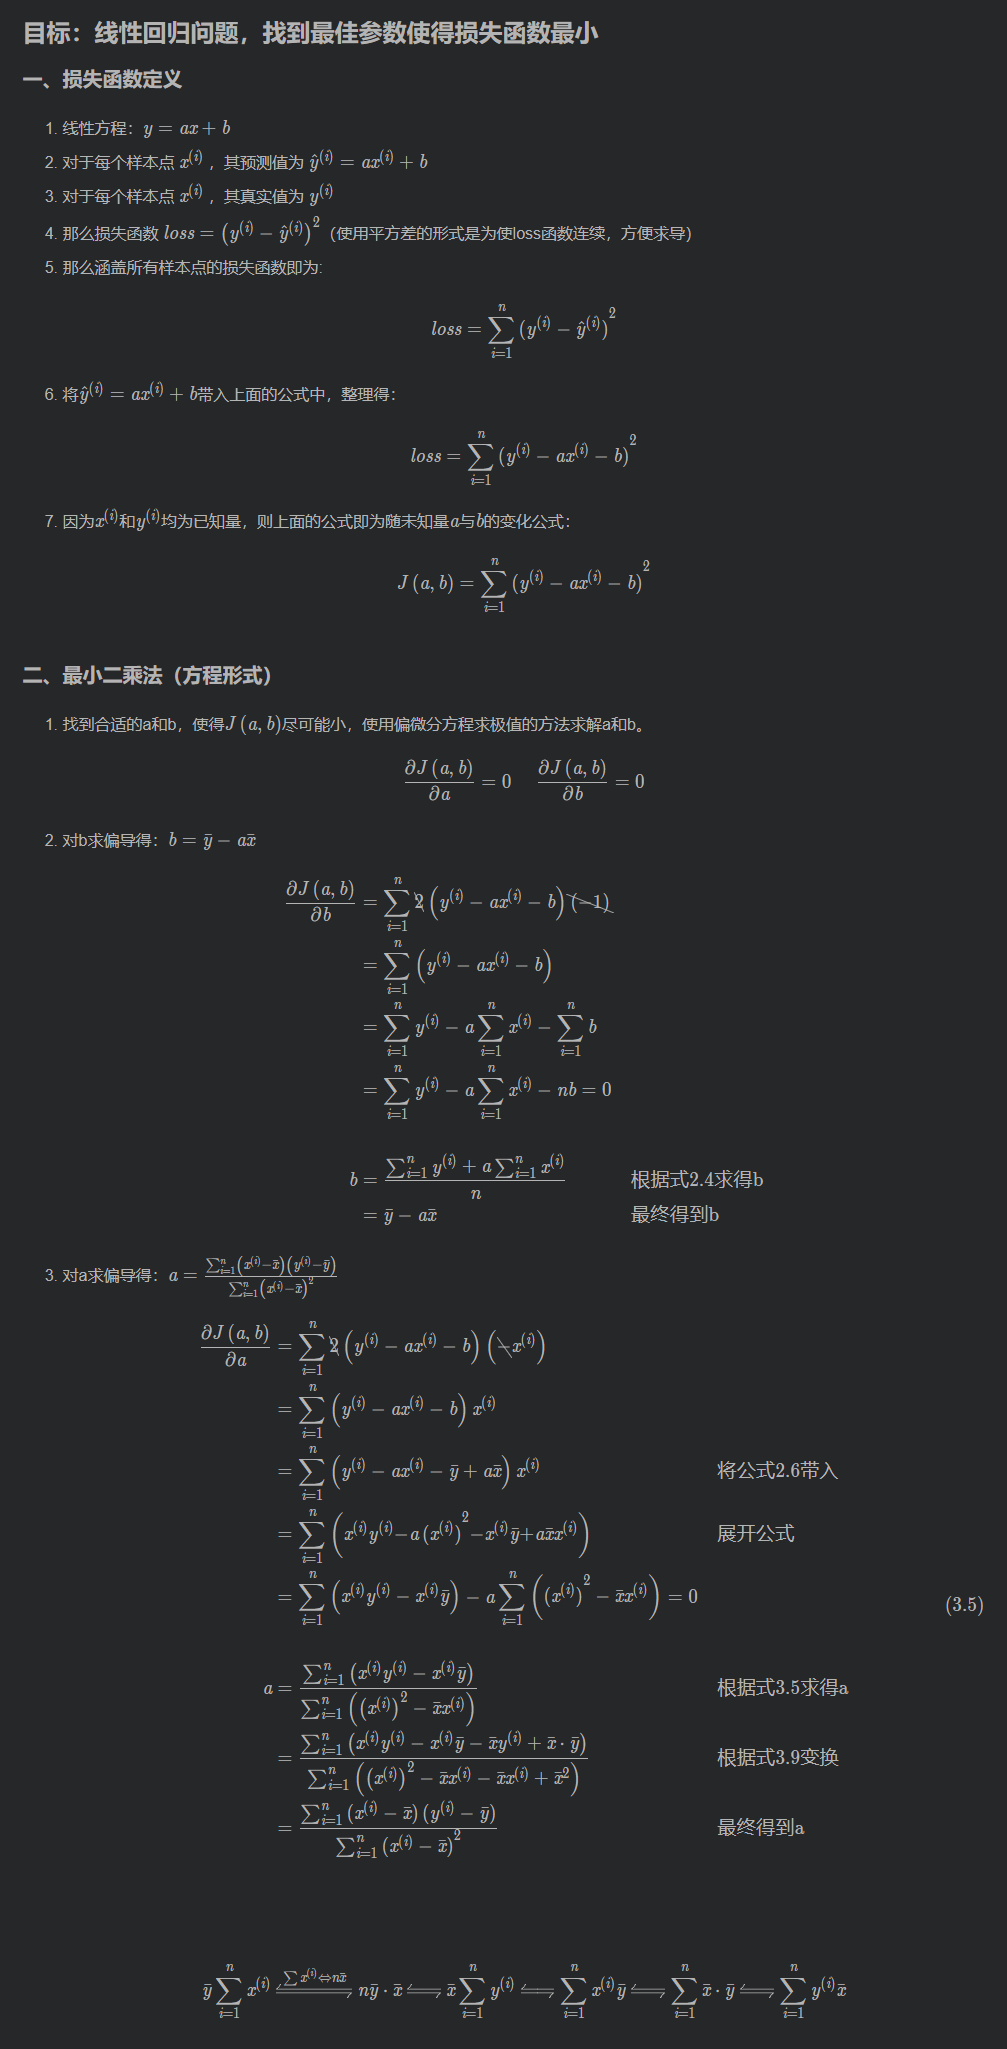 目标：线性回归问题，找到最佳参数使得损失函数最小
一、损失函数定义
1. 线性方程：$y = ax + b$
2. 对于每个样本点 $x^{(i)}$ ，其预测值为 $\hat{y}^{(i)} = ax^{(i)} + b$
3. 对于每个样本点 $x^{(i)}$ ，其真实值为 $y^{(i)}$
4. 那么损失函数 $loss = \left(y^{(i)} - \hat{y}^{(i)}\right)^2$（使用平方差的形式是为使loss函数连续，方便求导）
5. 那么涵盖所有样本点的损失函数即为:
$loss = \sum_{i=1}^{n} \left(y^{(i)} - \hat{y}^{(i)}\right)^2$
6. 将$\hat{y}^{(i)} = ax^{(i)} + b$带入上面的公式中，整理得：
$loss = \sum_{i=1}^{n} \left(y^{(i)} - ax^{(i)} - b\right)^2$
7. 因为$x^{(i)}$和$y^{(i)}$均为已知量，则上面的公式即为随未知量$a$与$b$的变化公式：
$J(a, b) = \sum_{i=1}^{n} \left(y^{(i)} - ax^{(i)} - b\right)^2$
二、最小二乘法（方程形式）
1. 找到合适的a和b，使得$J(a, b)$尽可能小，使用偏微分方程求极值的方法求解a和b。
$\frac{\partial J(a, b)}{\partial a} = 0 \quad \frac{\partial J(a, b)}{\partial b} = 0$
2. 对b求偏导得：$b = \bar{y} - a\bar{x}$
$\frac{\partial J(a, b)}{\partial b} = \sum_{i=1}^{n} \cancel{2} \left(y^{(i)} - ax^{(i)} - b\right) \cancel{(-1)}$
$= \sum_{i=1}^{n} \left(y^{(i)} - ax^{(i)} - b\right)$
$= \sum_{i=1}^{n} y^{(i)} - a \sum_{i=1}^{n} x^{(i)} - \sum_{i=1}^{n} b$
$= \sum_{i=1}^{n} y^{(i)} - a \sum_{i=1}^{n} x^{(i)} - nb = 0$
$b = \frac{\sum_{i=1}^{n} y^{(i)} + a \sum_{i=1}^{n} x^{(i)}}{n}$ 根据式2.4求得b
$= \bar{y} - a\bar{x}$ 最终得到b
3. 对a求偏导得：$a = \frac{\sum_{i=1}^{n} \left(x^{(i)} - \bar{x}\right)\left(y^{(i)} - \bar{y}\right)}{\sum_{i=1}^{n} \left(x^{(i)} - \bar{x}\right)^2}$
$\frac{\partial J(a, b)}{\partial a} = \sum_{i=1}^{n} \cancel{2} \left(y^{(i)} - ax^{(i)} - b\right) \left(\cancel{-}x^{(i)}\right)$
$= \sum_{i=1}^{n} \left(y^{(i)} - ax^{(i)} - b\right) x^{(i)}$
$= \sum_{i=1}^{n} \left(y^{(i)} - ax^{(i)} - \bar{y} + a\bar{x}\right) x^{(i)}$ 将公式2.6带入
$= \sum_{i=1}^{n} \left(x^{(i)}y^{(i)} - a\left(x^{(i)}\right)^2 - x^{(i)}\bar{y} + a\bar{x}x^{(i)}\right)$ 展开公式
$= \sum_{i=1}^{n} \left(x^{(i)}y^{(i)} - x^{(i)}\bar{y}\right) - a \sum_{i=1}^{n} \left(\left(x^{(i)}\right)^2 - \bar{x}x^{(i)}\right) = 0$ (3.5)
$a = \frac{\sum_{i=1}^{n} \left(x^{(i)}y^{(i)} - x^{(i)}\bar{y}\right)}{\sum_{i=1}^{n} \left(\left(x^{(i)}\right)^2 - \bar{x}x^{(i)}\right)}$ 根据式3.5求得a
$= \frac{\sum_{i=1}^{n} \left(x^{(i)}y^{(i)} - x^{(i)}\bar{y} - \bar{x}y^{(i)} + \bar{x} \cdot \bar{y}\right)}{\sum_{i=1}^{n} \left(\left(x^{(i)}\right)^2 - \bar{x}x^{(i)} - \bar{x}x^{(i)} + \bar{x}^2\right)}$ 根据式3.9变换
$= \frac{\sum_{i=1}^{n} \left(x^{(i)} - \bar{x}\right)\left(y^{(i)} - \bar{y}\right)}{\sum_{i=1}^{n} \left(x^{(i)} - \bar{x}\right)^2}$ 最终得到a
$\bar{y} \sum_{i=1}^{n} x^{(i)} \xrightleftharpoons{\sum x^{(i)} \Leftrightarrow n\bar{x}} n\bar{y} \cdot \bar{x} \xrightleftharpoons{} \bar{x} \sum_{i=1}^{n} y^{(i)} \xrightleftharpoons{} \sum_{i=1}^{n} x^{(i)}\bar{y} \xrightleftharpoons{} \sum_{i=1}^{n} \bar{x} \cdot \bar{y} \xrightleftharpoons{} \sum_{i=1}^{n} y^{(i)}\bar{x}$